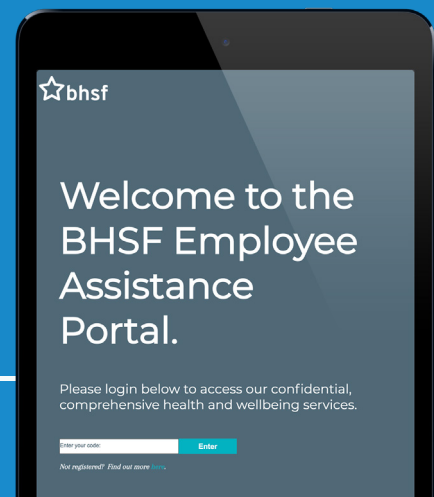 bhsf
Welcome to the
BHSF Employee
Assistance
Portal.
Please login below to access our confidential,
comprehensive health and wellbeing services.
Enter your code: Enter
Not registered? Find out more here.